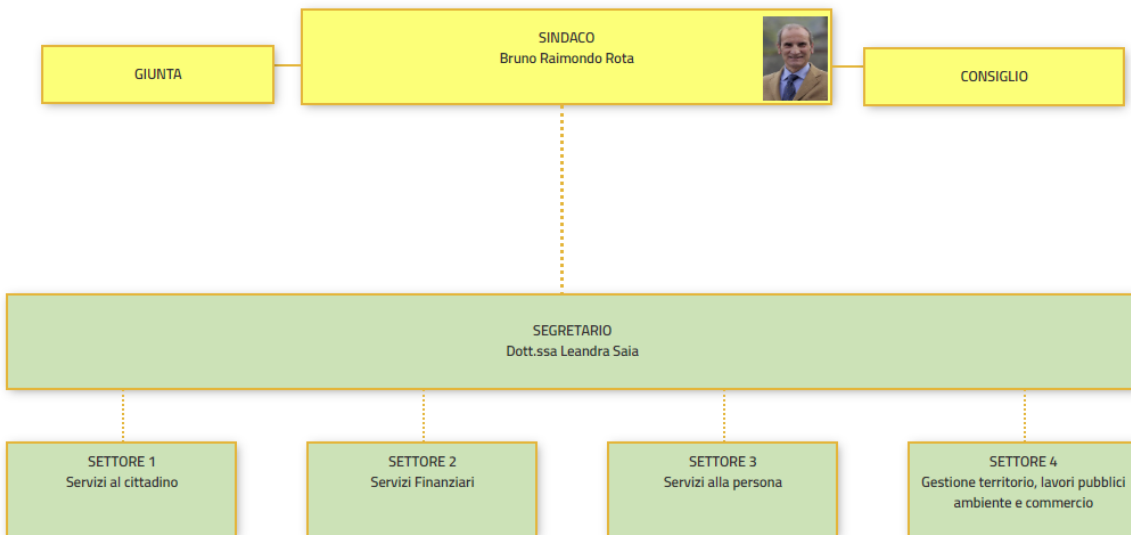 SINDACO
Bruno Raimondo Rota
GIUNTA
CONSIGLIO
SEGRETARIO
Dott.ssa Leandra Saia
SETTORE 1
Servizi al cittadino
SETTORE 2
Servizi Finanziari
SETTORE 3
Servizi alla persona
SETTORE 4
Gestione territorio, lavori pubblici
ambiente e commercio